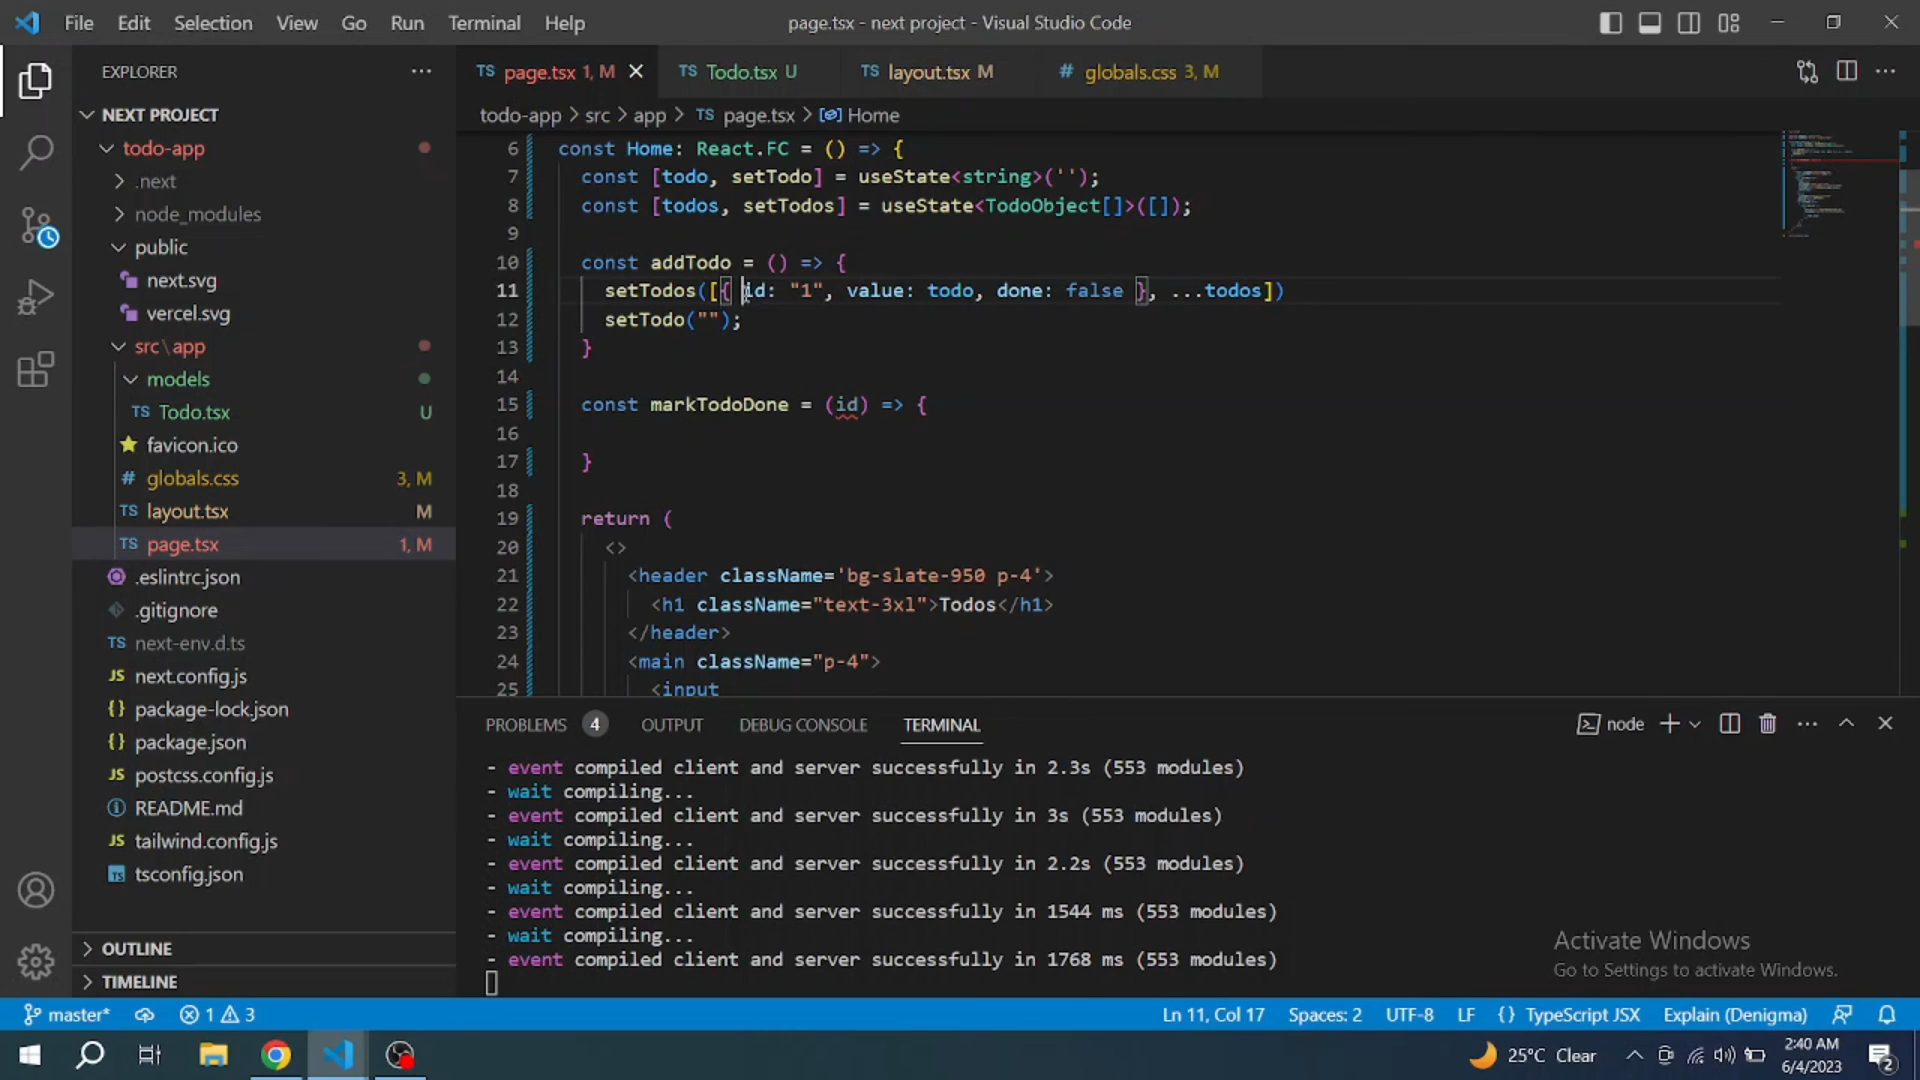 File Edit Selection View Go Run Terminal Help
page.tsx - next project - Visual Studio Code
EXPLORER
NEXT PROJECT
todo-app
.next
node_modules
public
next.svg
vercel.svg
src\app
models
TS Todo.tsx U
favicon.ico
# globals.css 3, M
TS layout.tsx M
TS page.tsx 1, M
.eslintrc.json
.gitignore
TS next-env.d.ts
JS next.config.js
{} package-lock.json
{} package.json
JS postcss.config.js
README.md
JS tailwind.config.js
TS tsconfig.json
OUTLINE
TIMELINE
TS page.tsx 1, M
TS Todo.tsx U
TS layout.tsx M
# globals.css 3, M
todo-app > src > app > TS page.tsx > Home
6 const Home: React.FC = () => {
7 const [todo, setTodo] = useState<string>('');
8 const [todos, setTodos] = useState<TodoObject[]>([]);
9
10 const addTodo = () => {
11 setTodos([{ id: "1", value: todo, done: false }, ...todos])
12 setTodo("");
13 }
14
15 const markTodoDone = (id) => {
16
17 }
18
19 return (
20 <>
21 <header className='bg-slate-950 p-4'>
22 <h1 className="text-3xl">Todos</h1>
23 </header>
24 <main className="p-4">
25 <input
PROBLEMS 4 OUTPUT DEBUG CONSOLE TERMINAL
node
- event compiled client and server successfully in 2.3s (553 modules)
- wait compiling...
- event compiled client and server successfully in 3s (553 modules)
- wait compiling...
- event compiled client and server successfully in 2.2s (553 modules)
- wait compiling...
- event compiled client and server successfully in 1544 ms (553 modules)
- wait compiling...
- event compiled client and server successfully in 1768 ms (553 modules)
Activate Windows
Go to Settings to activate Windows.
master* 1 3
Ln 11, Col 17 Spaces: 2 UTF-8 LF {} TypeScript JSX Explain (Denigma)
25°C Clear
2:40 AM
6/4/2023
2